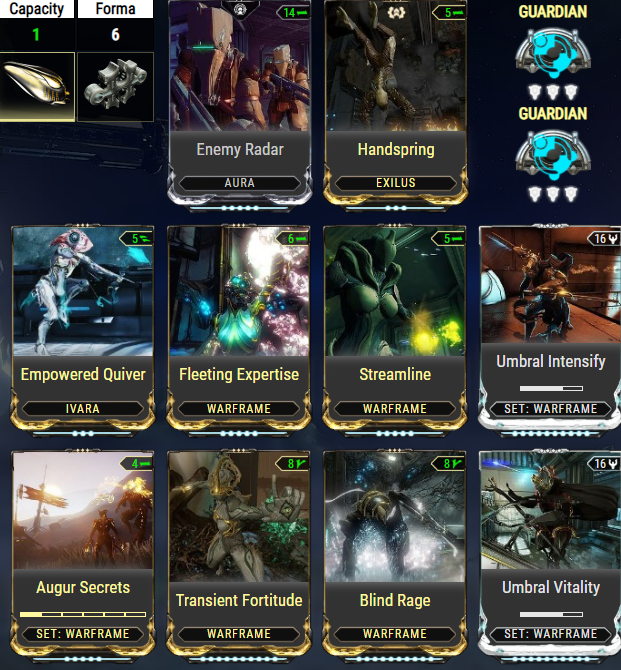 Capacity
Forma
1
6
14
5
GUARDIAN
GUARDIAN
Enemy Radar
Handspring
AURA
EXILUS
5
6
5
16
Empowered Quiver
Fleeting Expertise
Streamline
Umbral Intensify
IVARA
WARFRAME
WARFRAME
SET: WARFRAME
4
8
8
16
Augur Secrets
Transient Fortitude
Blind Rage
Umbral Vitality
SET: WARFRAME
WARFRAME
WARFRAME
SET: WARFRAME